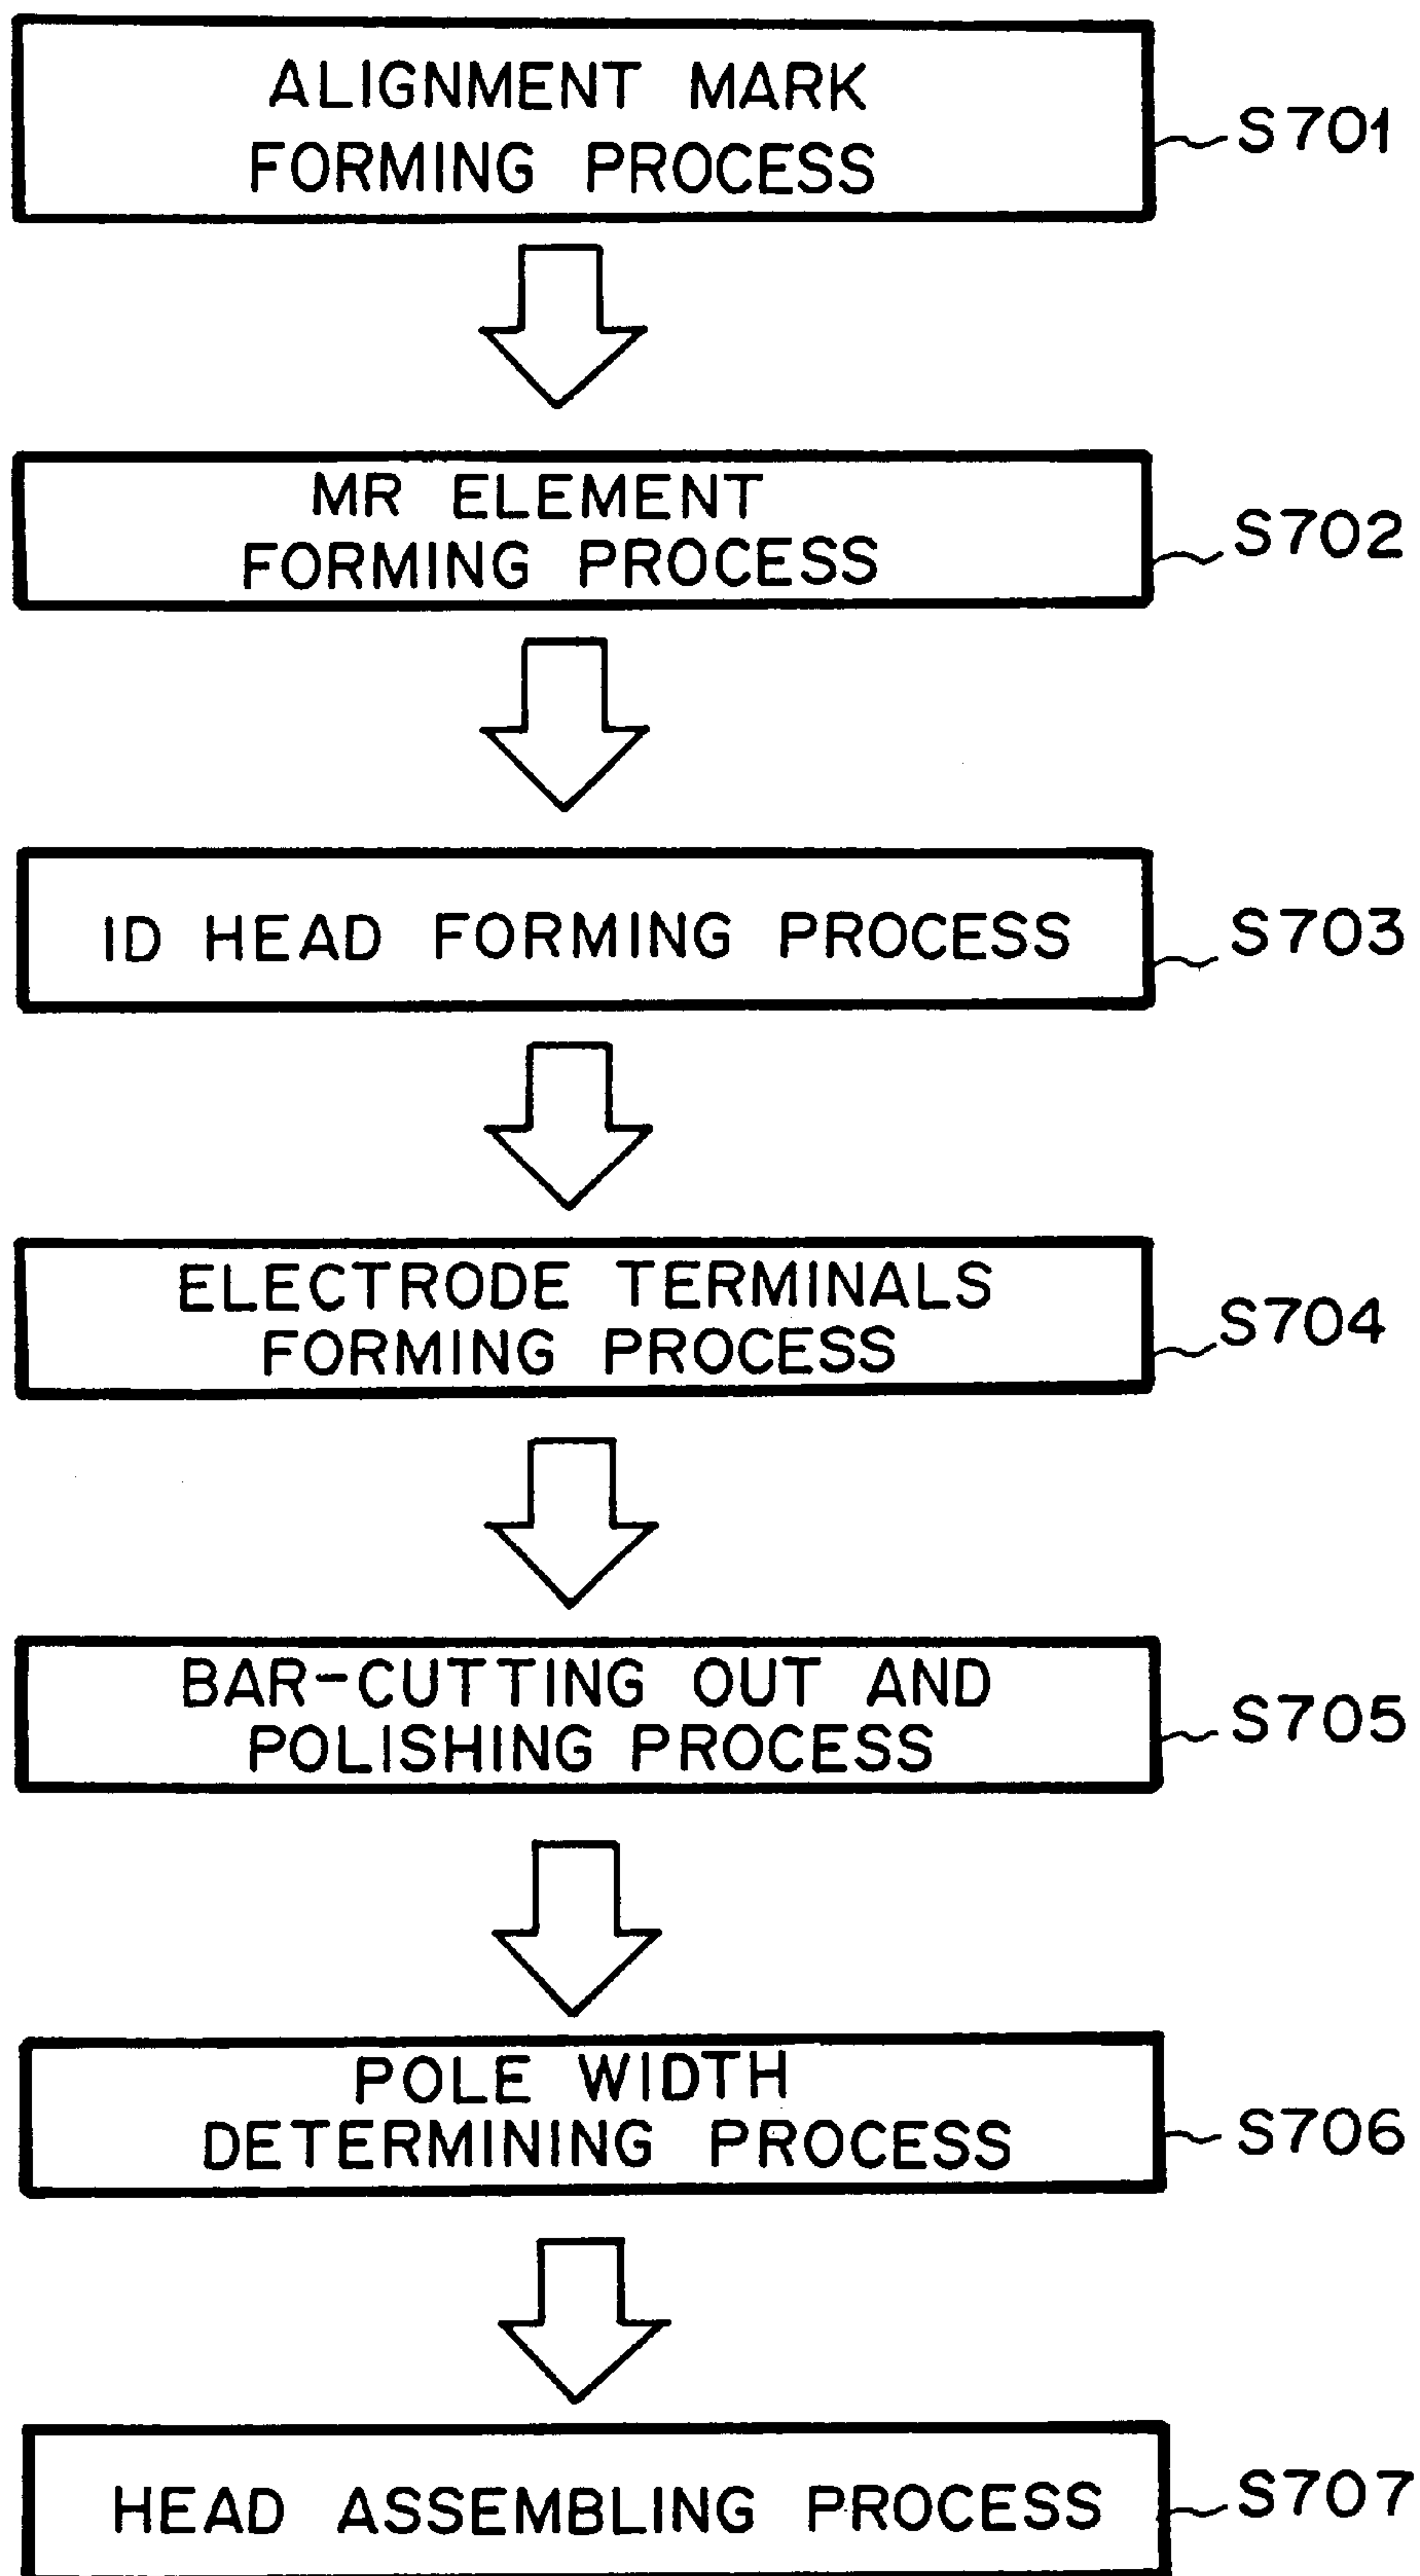 ALIGNMENT MARK
FORMING PROCESS
S701
MR ELEMENT
FORMING PROCESS
S702
ID HEAD FORMING PROCESS
S703
ELECTRODE TERMINALS
FORMING PROCESS
S704
BAR-CUTTING OUT AND
POLISHING PROCESS
S705
POLE WIDTH
DETERMINING PROCESS
S706
HEAD ASSEMBLING PROCESS
S707